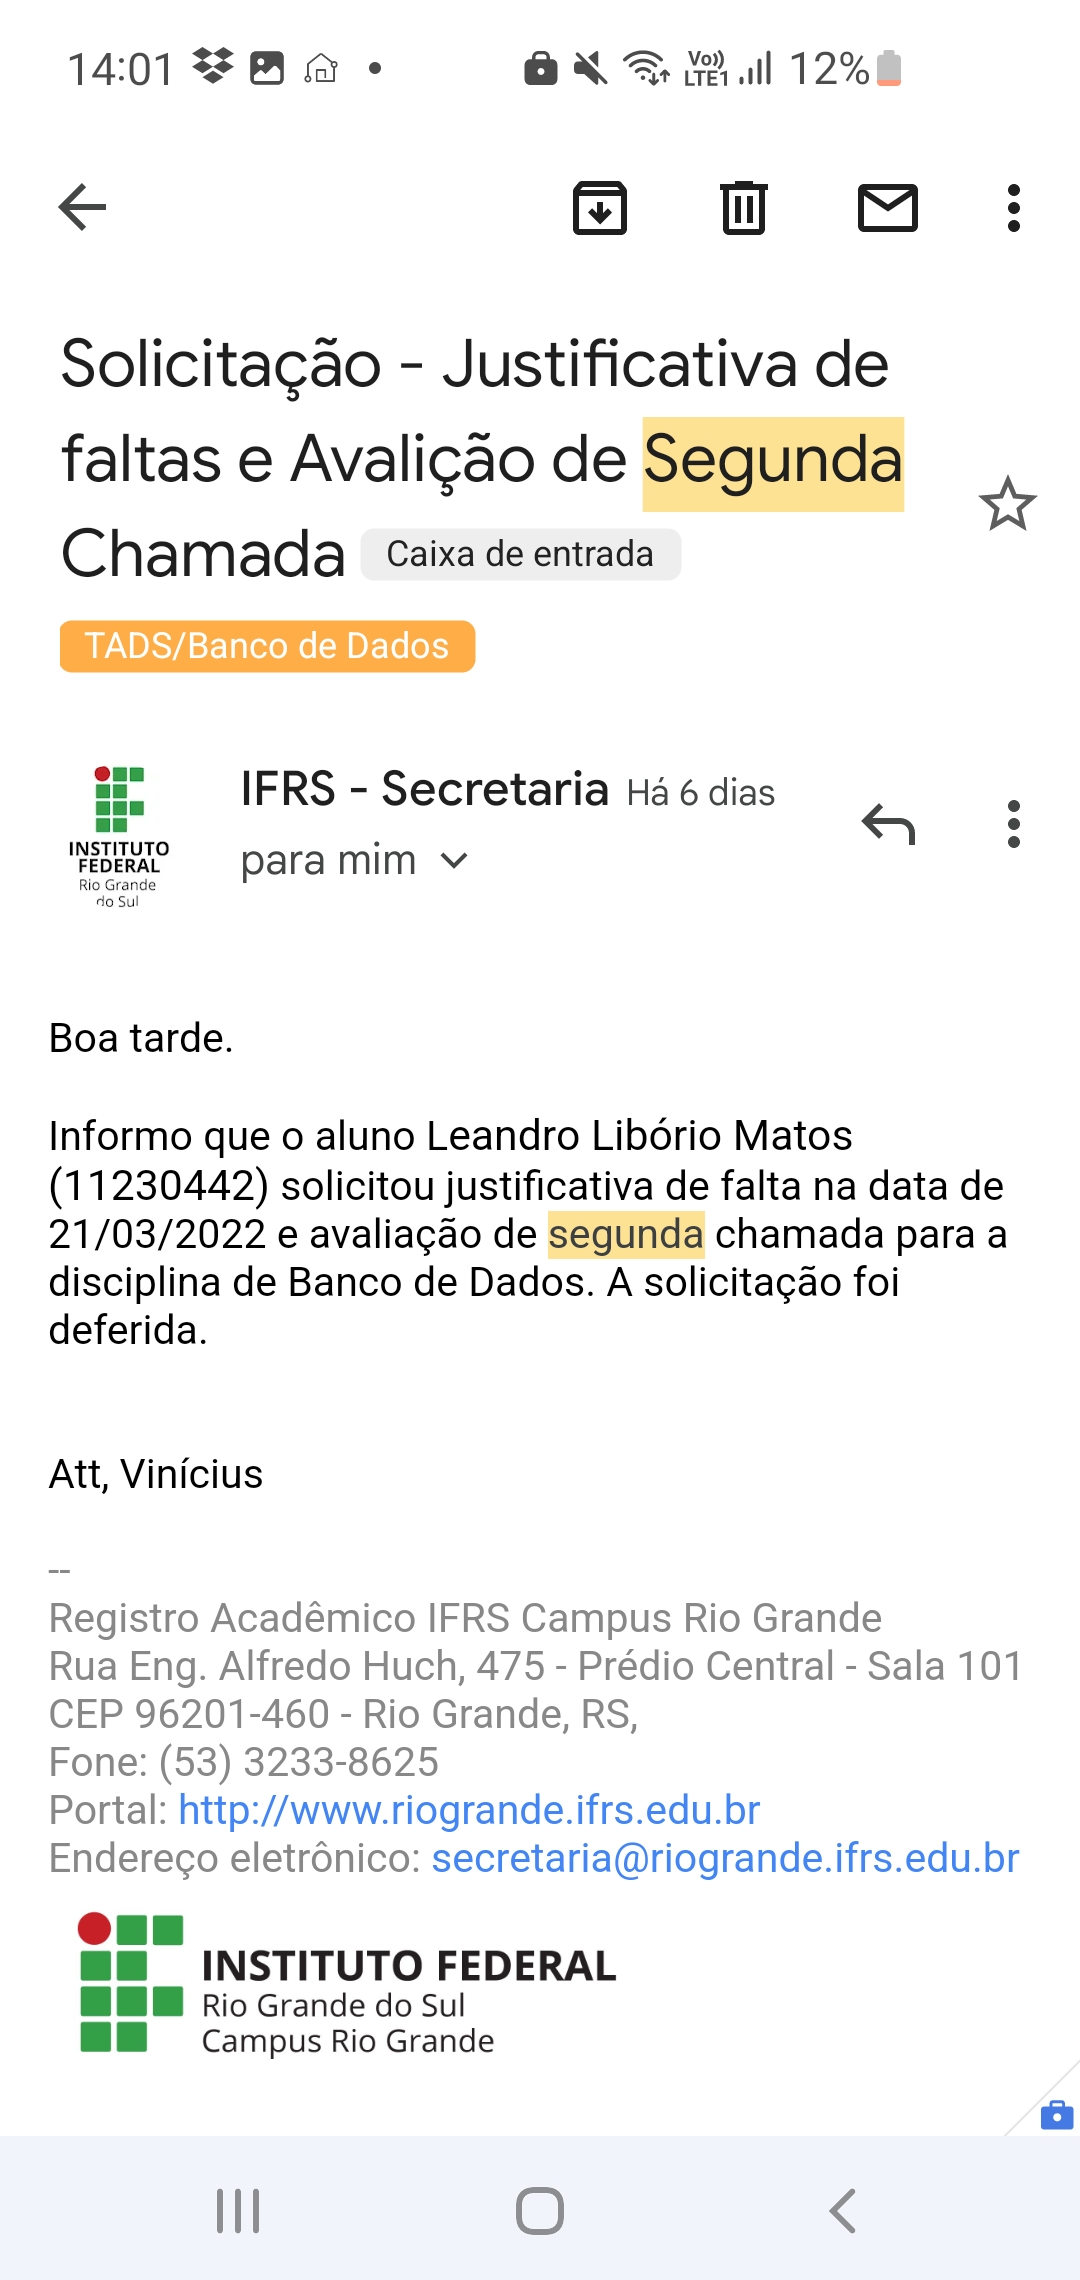 14:01 Vo)) LTE1 12%
Solicitação - Justificativa de
faltas e Avalição de Segunda
Chamada Caixa de entrada
TADS/Banco de Dados
INSTITUTO
FEDERAL
Rio Grande
do Sul
IFRS - Secretaria Há 6 dias
para mim
Boa tarde.
Informo que o aluno Leandro Libório Matos
(11230442) solicitou justificativa de falta na data de
21/03/2022 e avaliação de segunda chamada para a
disciplina de Banco de Dados. A solicitação foi
deferida.
Att, Vinícius
--
Registro Acadêmico IFRS Campus Rio Grande
Rua Eng. Alfredo Huch, 475 - Prédio Central - Sala 101
CEP 96201-460 - Rio Grande, RS,
Fone: (53) 3233-8625
Portal: http://www.riogrande.ifrs.edu.br
Endereço eletrônico: secretaria@riogrande.ifrs.edu.br
INSTITUTO FEDERAL
Rio Grande do Sul
Campus Rio Grande